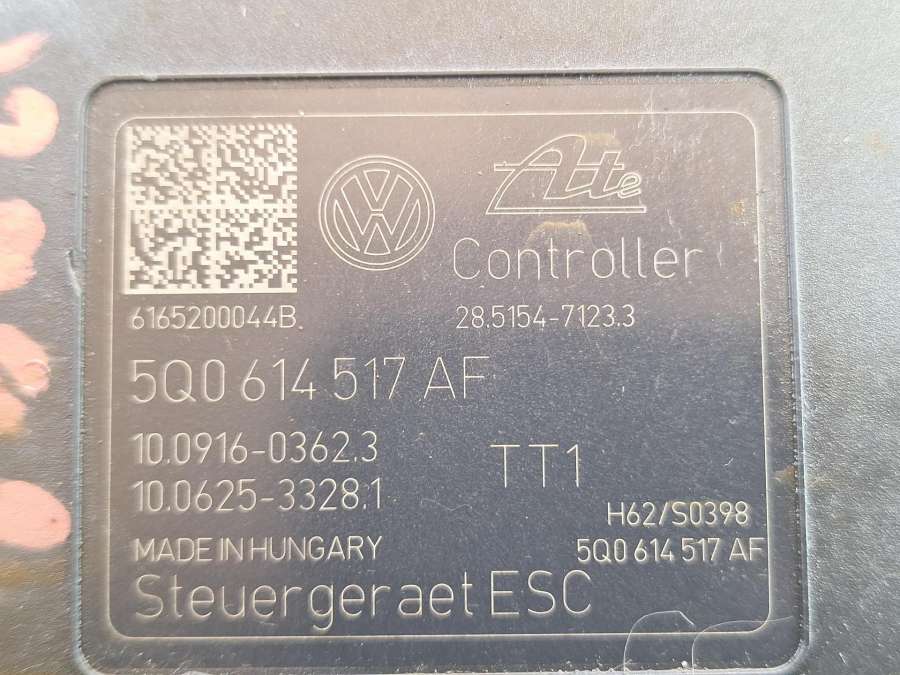 Ate
Controller
6165200044B
28.5154-7123.3
5Q0 614 517 AF
10.0916-0362.3
TT1
10.0625-3328.1
H62/S0398
MADE IN HUNGARY
5Q0 614 517 AF
Steuergeraet ESC